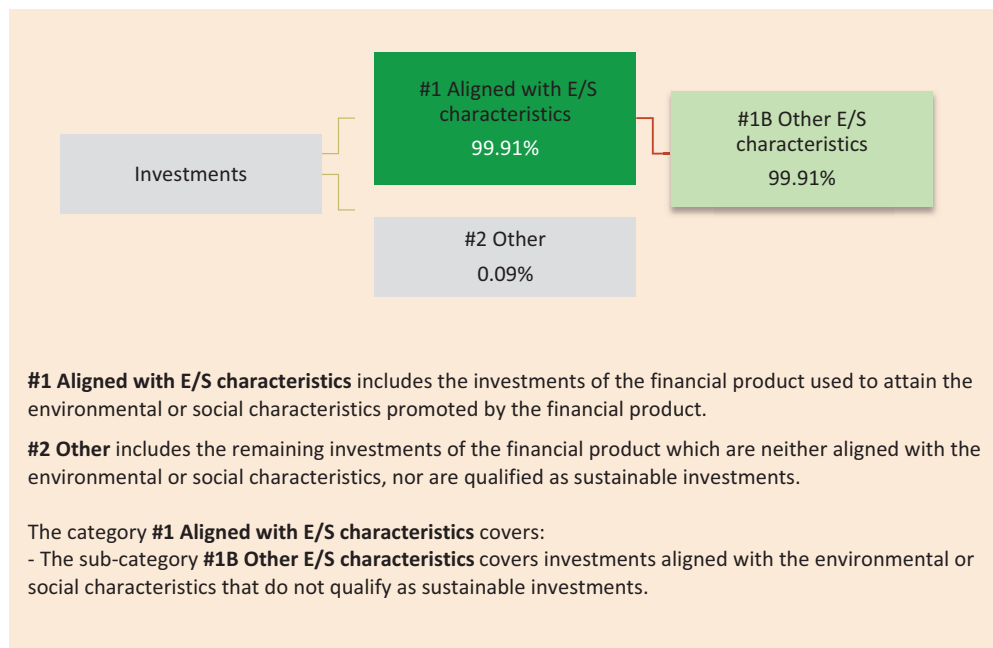 #1 Aligned with E/S
characteristics
99.91%
#1B Other E/S
characteristics
99.91%
Investments
#2 Other
0.09%
#1 Aligned with E/S characteristics includes the investments of the financial product used to attain the
environmental or social characteristics promoted by the financial product.
#2 Other includes the remaining investments of the financial product which are neither aligned with the
environmental or social characteristics, nor are qualified as sustainable investments.
The category #1 Aligned with E/S characteristics covers:
- The sub-category #1B Other E/S characteristics covers investments aligned with the environmental or
social characteristics that do not qualify as sustainable investments.